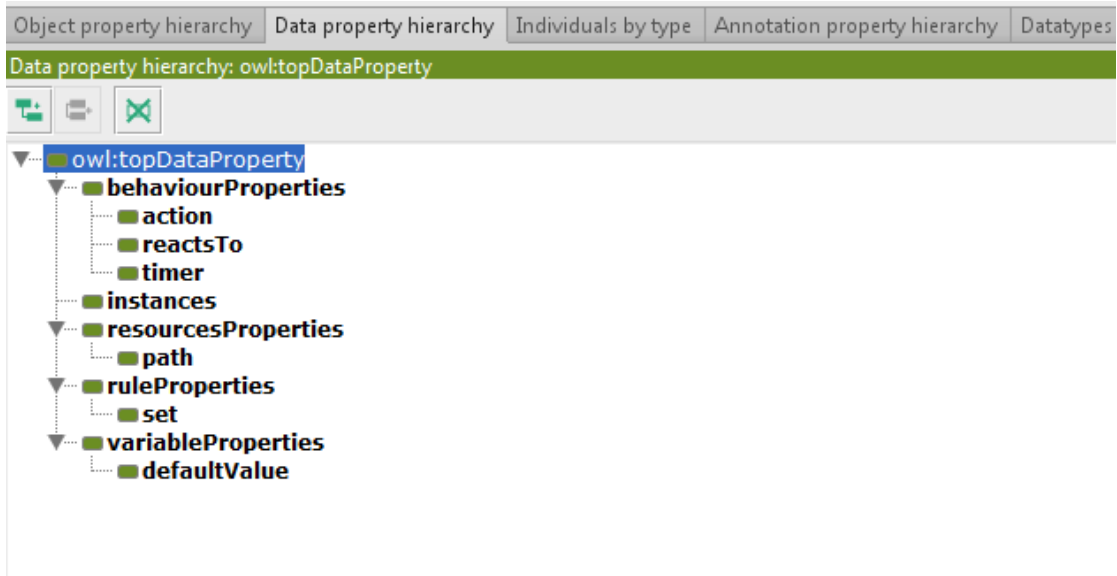 Object property hierarchy Data property hierarchy Individuals by type Annotation property hierarchy Datatypes
Data property hierarchy: owl:topDataProperty
owl:topDataProperty
behaviourProperties
action
reactsTo
timer
instances
resourcesProperties
path
ruleProperties
set
variableProperties
defaultValue